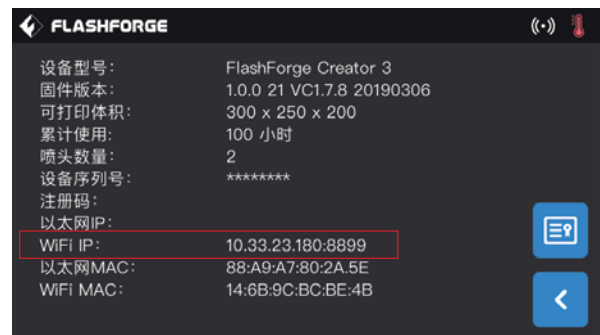 FLASHFORGE
设备型号： FlashForge Creator 3
固件版本： 1.0.0 21 VC1.7.8 20190306
可打印体积： 300 x 250 x 200
累计使用: 100 小时
喷头数量： 2
设备序列号： ********
注册码：
以太网IP：
WiFi IP： 10.33.23.180:8899
以太网MAC： 88:A9:A7:80:2A.5E
WiFi MAC： 14:6B:9C:BC:BE:4B